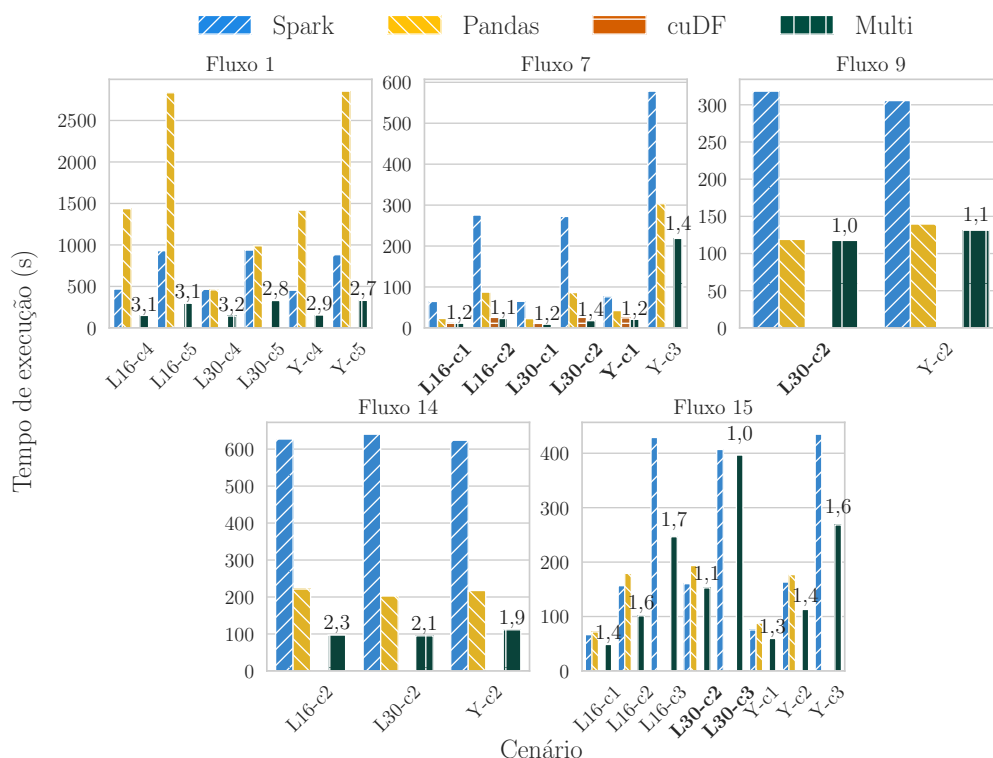 Spark Pandas cuDF Multi
Fluxo 1
Fluxo 7
Fluxo 9
Tempo de execução (s)
2500
2000
1500
1000
500
0
3,1
3,1
3,2
2,8
2,9
2,7
L16-c4
L16-c5
L30-c4
L30-c5
Y-c4
Y-c5
600
500
400
300
200
100
0
1,2
1,1
1,2
1,4
1,2
1,4
L16-c1
L16-c2
L30-c1
L30-c2
Y-c1
Y-c3
300
250
200
150
100
50
0
1,0
1,1
L30-c2
Y-c2
Fluxo 14
Fluxo 15
600
500
400
300
200
100
0
2,3
2,1
1,9
L16-c2
L30-c2
Y-c2
400
300
200
100
0
1,4
1,6
1,7
1,1
1,0
1,3
1,4
1,6
L16-c1
L16-c2
L16-c3
L30-c2
L30-c3
Y-c1
Y-c2
Y-c3
Cenário